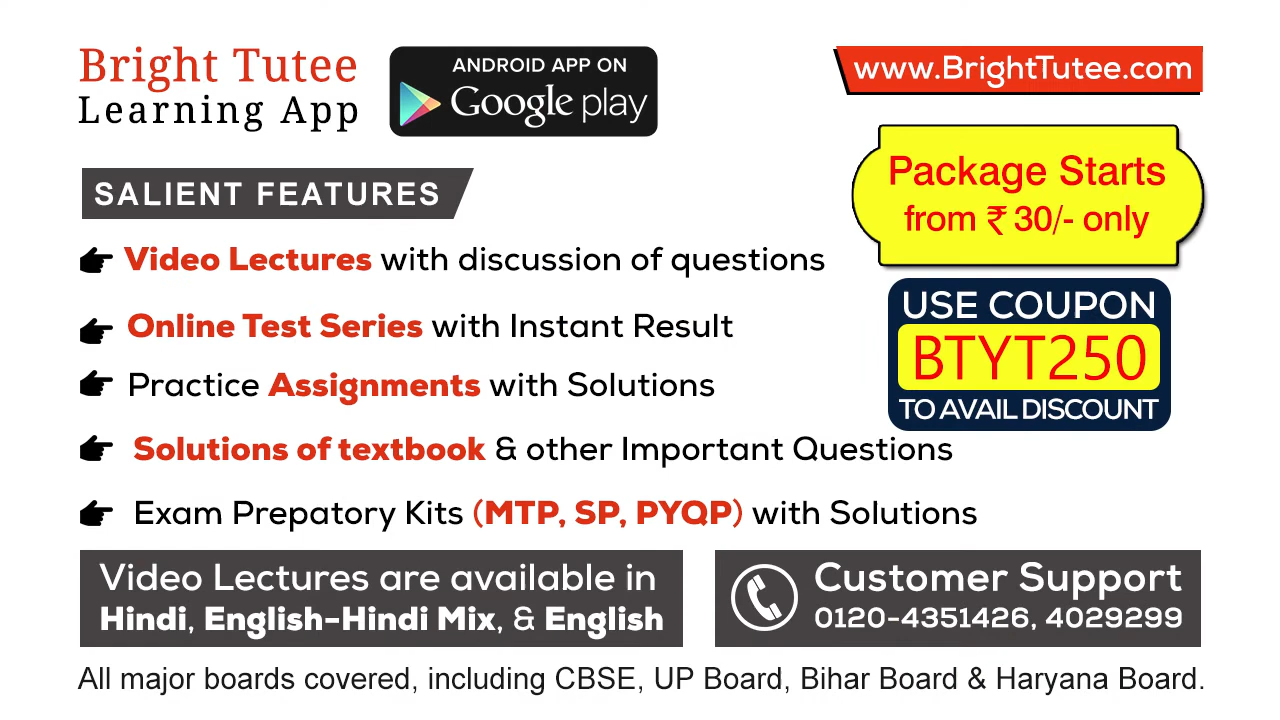 Bright Tutee
Learning App
ANDROID APP ON
Google play
www.BrightTutee.com
Package Starts
from ₹ 30/- only
USE COUPON
BTYT250
TO AVAIL DISCOUNT
SALIENT FEATURES
Video Lectures with discussion of questions
Online Test Series with Instant Result
Practice Assignments with Solutions
Solutions of textbook & other Important Questions
Exam Prepatory Kits (MTP, SP, PYQP) with Solutions
Video Lectures are available in
Hindi, English-Hindi Mix, & English
Customer Support
0120-4351426, 4029299
All major boards covered, including CBSE, UP Board, Bihar Board & Haryana Board.